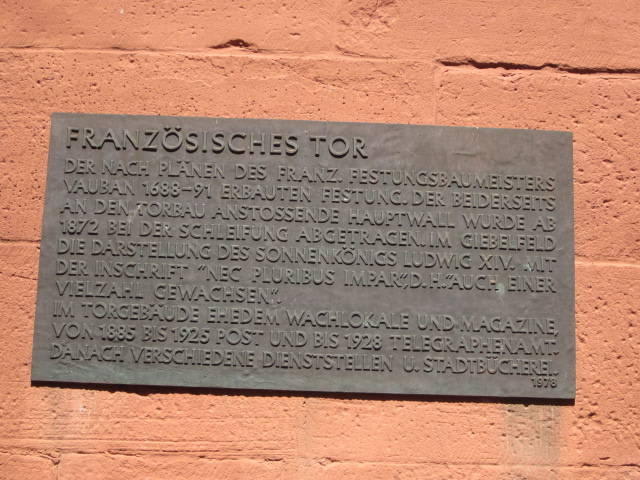 FRANZÖSISCHES TOR
DER NACH PLÄNEN DES FRANZ. FESTUNGSBAUMEISTERS
VAUBAN 1688-91 ERBAUTEN FESTUNG. DER BEIDERSEITS
AN DEN TORBAU ANSTOSSENDE HAUPTWALL WURDE AB
1872 BEI DER SCHLEIFUNG ABGETRAGEN. IM GIEBELFELD
DIE DARSTELLUNG DES SONNENKÖNIGS LUDWIG XIV. MIT
DER INSCHRIFT "NEC PLURIBUS IMPAR", D. H. "AUCH EINER
VIELZAHL GEWACHSEN".
IM TORGEBÄUDE EHEDEM WACHLOKALE UND MAGAZINE,
VON 1885 BIS 1925 POST UND BIS 1928 TELEGRAPHENAMT.
DANACH VERSCHIEDENE DIENSTSTELLEN U. STADTBÜCHEREI.
1978